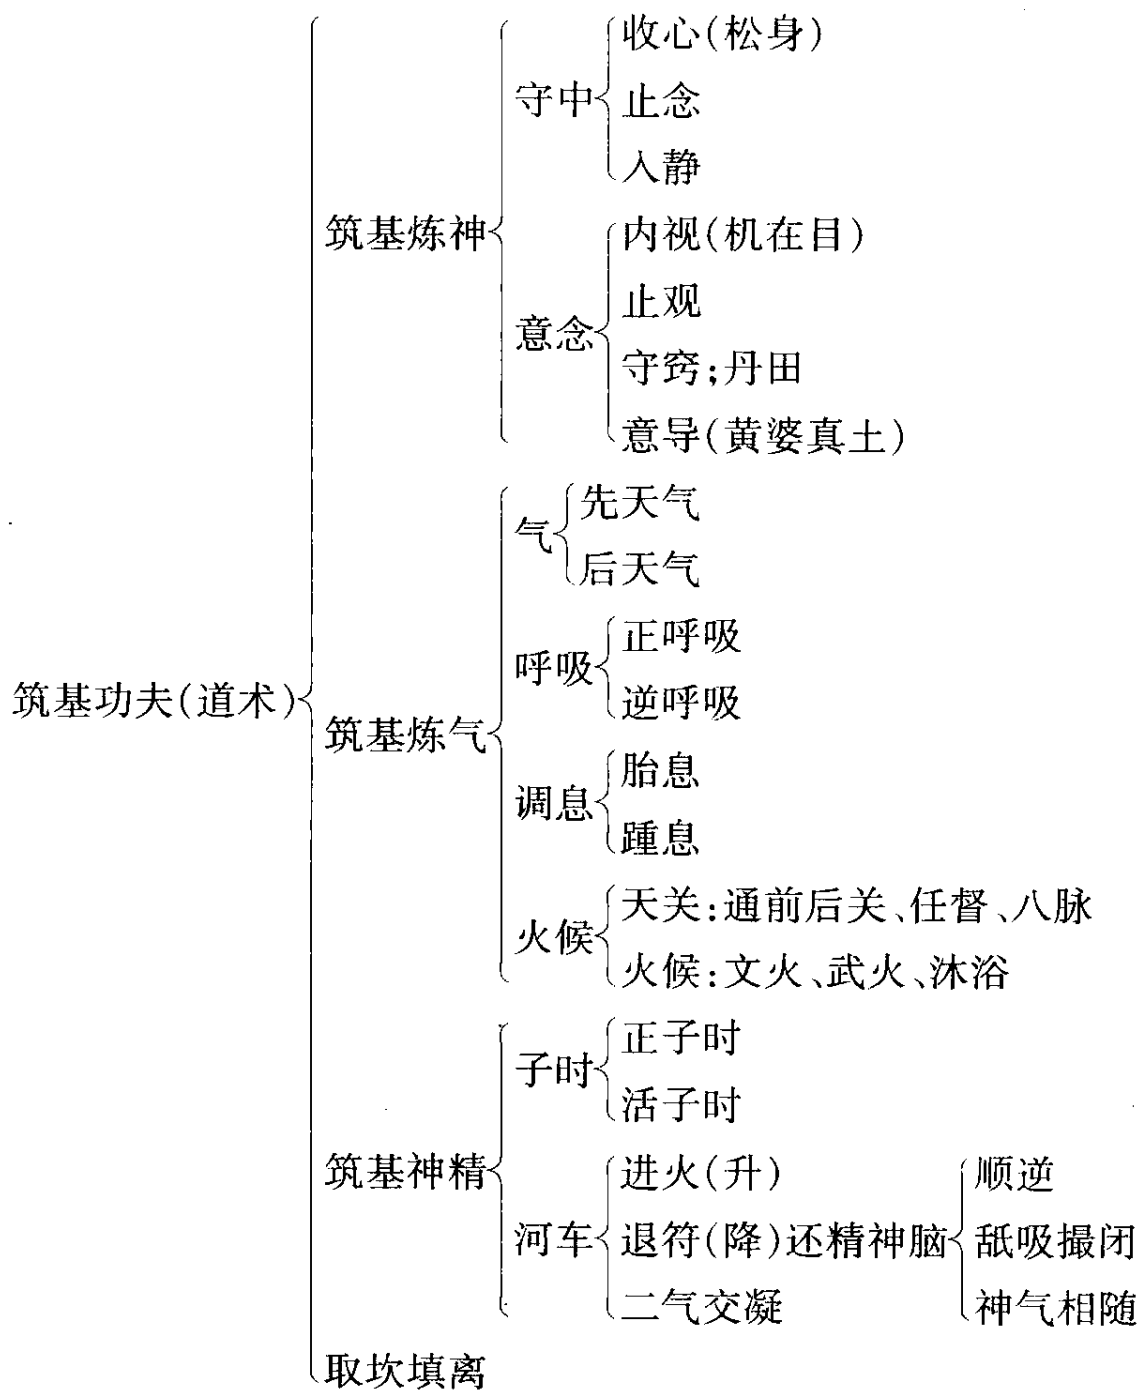 收心(松身)
守中
止念
入静
筑基炼神
内视(机在目)
止观
意念
守窍;丹田
意导(黄婆真土)
先天气
气
后天气
正呼吸
呼吸
逆呼吸
筑基功夫(道术)
筑基炼气
胎息
调息
踵息
天关:通前后关、任督、八脉
火候
火候:文火、武火、沐浴
正子时
子时
活子时
筑基神精
进火(升)
顺逆
河车
退符(降)还精神脑
舐吸撮闭
二气交凝
神气相随
取坎填离